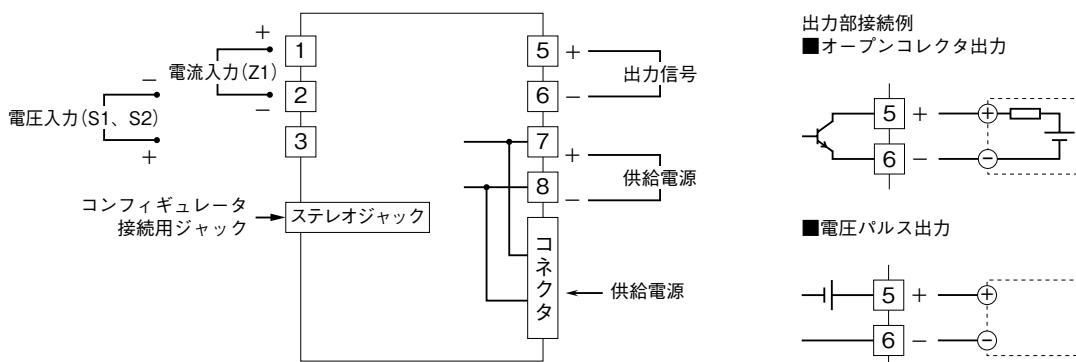 +
電流入力(Z1)
−
−
電圧入力(S1、S2)
+
1
2
3
コンフィギュレータ
接続用ジャック
ステレオジャック
5
+
出力信号
6
−
7
+
供給電源
8
−
コネクタ
供給電源
出力部接続例
■オープンコレクタ出力
5
+
+
6
−
−
■電圧パルス出力
5
+
+
6
−
−